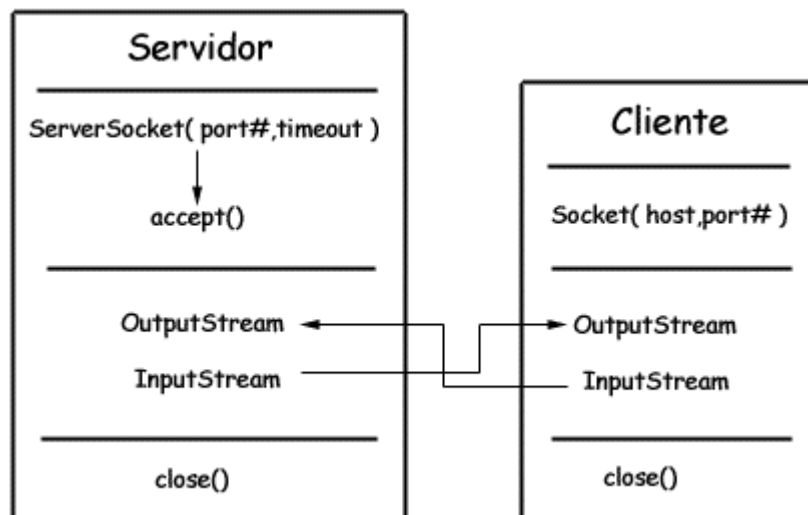 Servidor
ServerSocket( port#,timeout )
accept()
OutputStream
InputStream
close()
Cliente
Socket( host,port# )
OutputStream
InputStream
close()